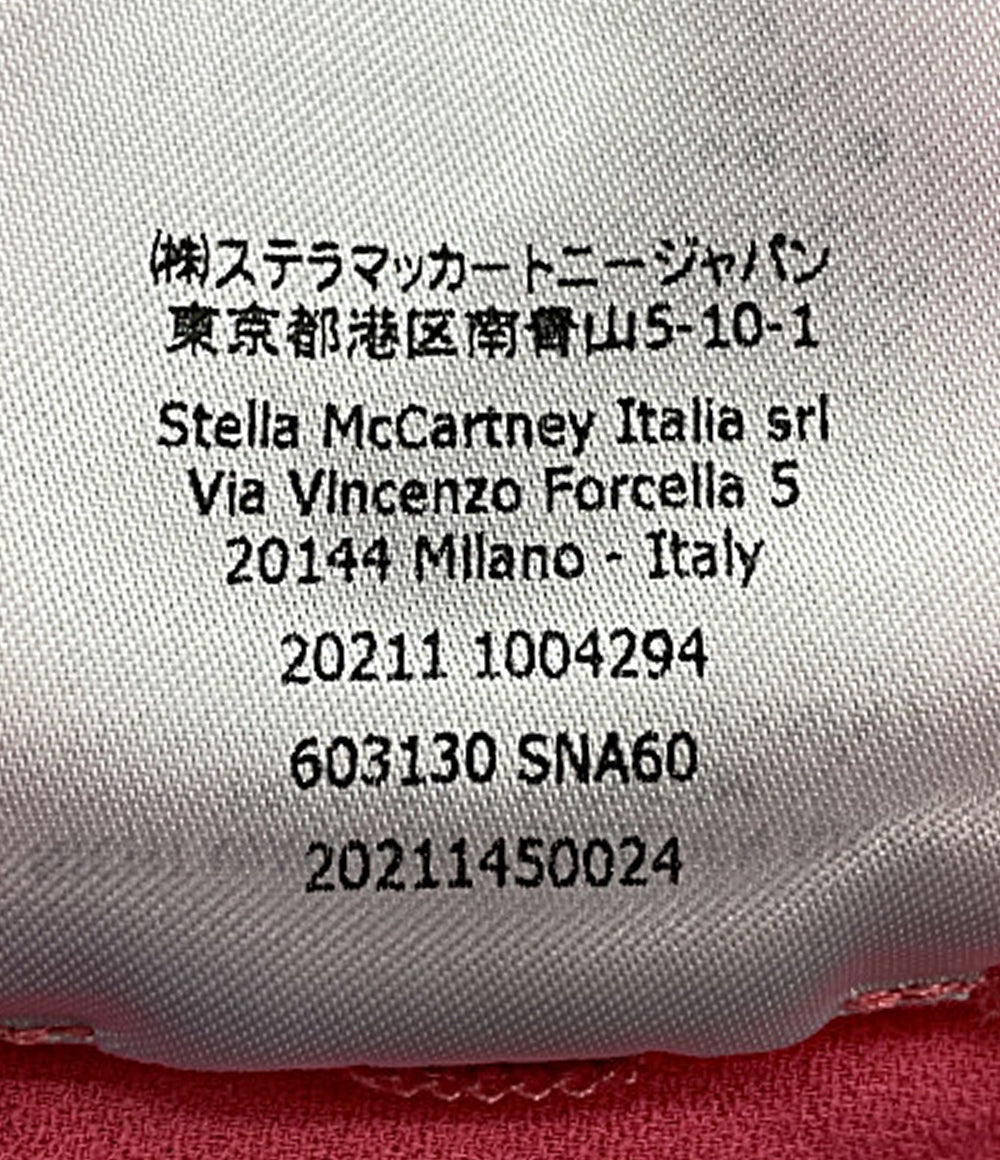 (株)ステラマッカートニージャパン
東京都港区南青山5-10-1
Stella McCartney Italia srl
Via Vincenzo Forcella 5
20144 Milano - Italy
20211 1004294
603130 SNA60
20211450024